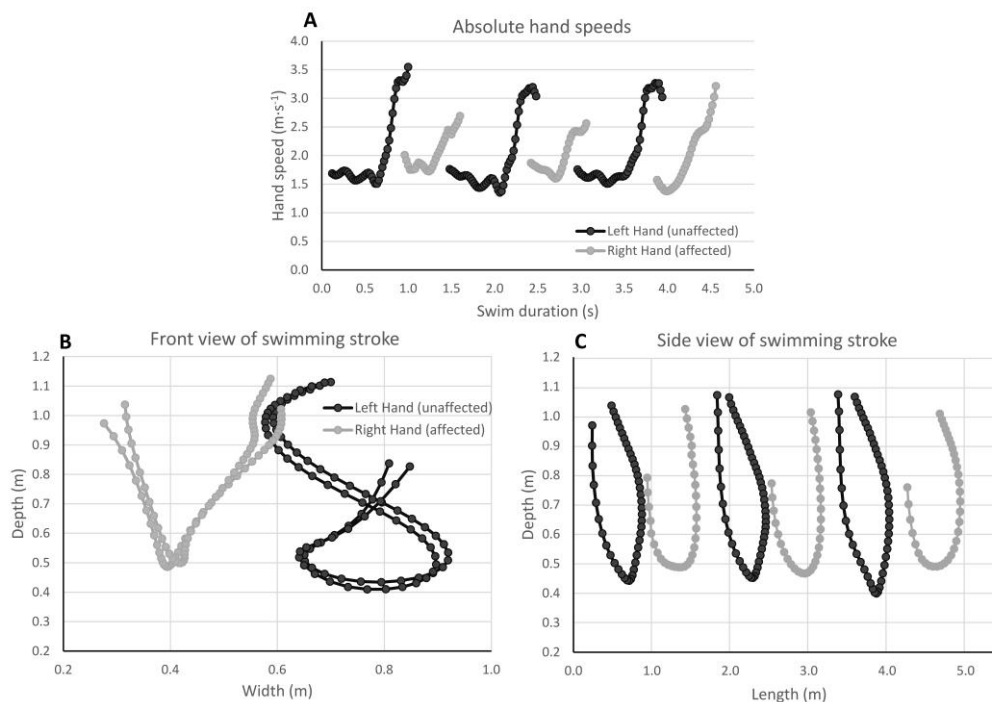 A
Absolute hand speeds
Hand speed (m·s⁻¹)
4.0
3.5
3.0
2.5
2.0
1.5
1.0
0.5
0.0
Left Hand (unaffected)
Right Hand (affected)
0.0 0.5 1.0 1.5 2.0 2.5 3.0 3.5 4.0 4.5 5.0
Swim duration (s)
B
Front view of swimming stroke
Depth (m)
1.2
1.1
1.0
0.9
0.8
0.7
0.6
0.5
0.4
0.3
0.2
Left Hand (unaffected)
Right Hand (affected)
0.2 0.4 0.6 0.8 1.0
Width (m)
C
Side view of swimming stroke
Depth (m)
1.2
1.1
1.0
0.9
0.8
0.7
0.6
0.5
0.4
0.3
0.2
0.0 1.0 2.0 3.0 4.0 5.0
Length (m)